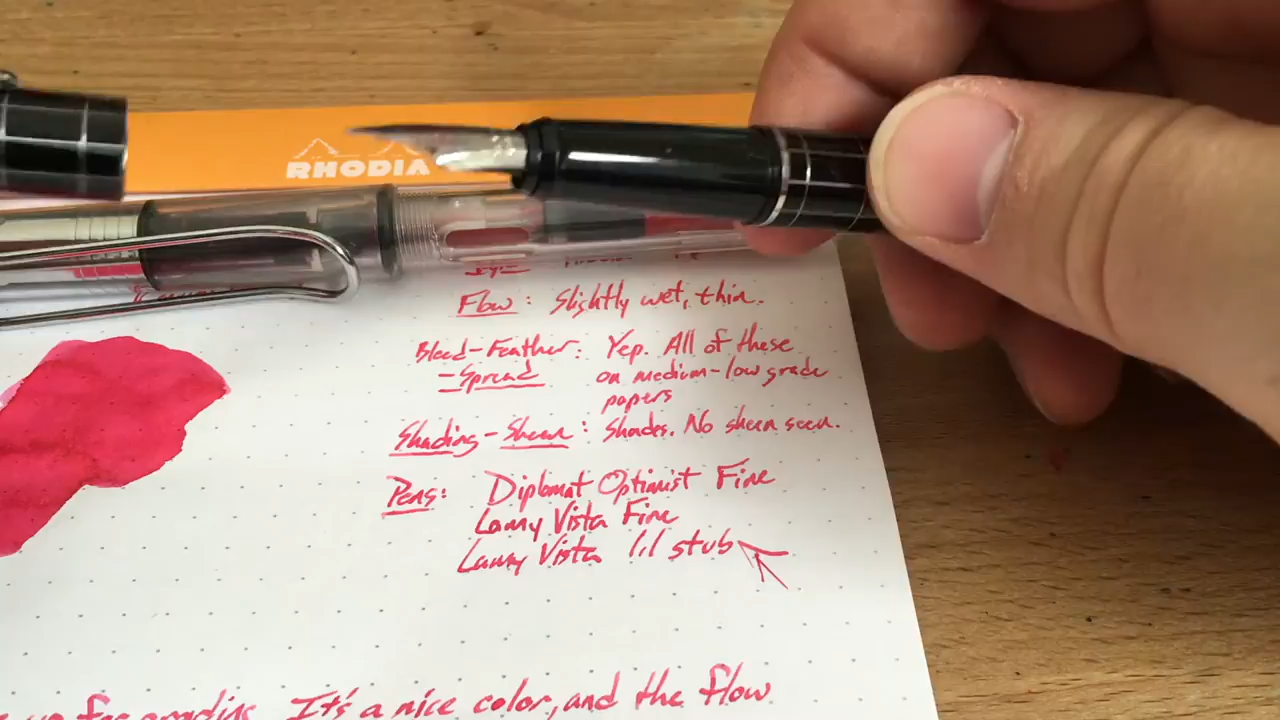 RHODIA
Flow: Slightly wet, thin.
Bleed-Feather: Yep. All of these
-Spread on medium-low grade
papers
Shading-Sheen: Shades. No sheen seen.
Pens: Diplomat Optimist Fine
Lamy Vista Fine
Lamy Vista 1.1 stub
It's a nice color, and the flow